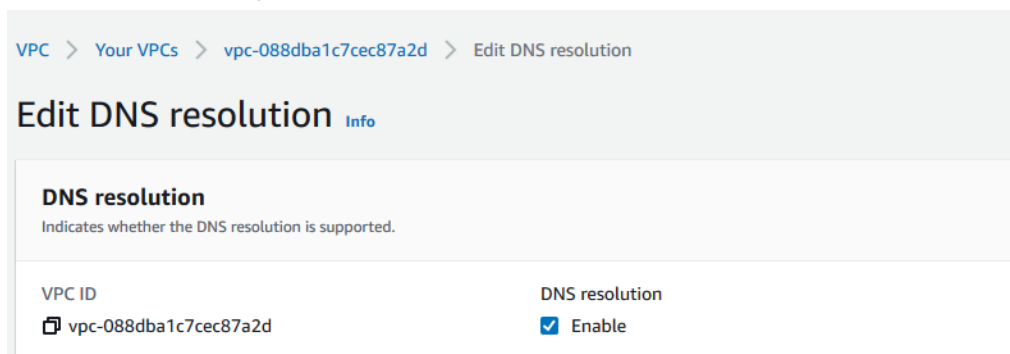 VPC > Your VPCs > vpc-088dba1c7cec87a2d > Edit DNS resolution
Edit DNS resolution Info
DNS resolution
Indicates whether the DNS resolution is supported.
VPC ID DNS resolution
vpc-088dba1c7cec87a2d Enable